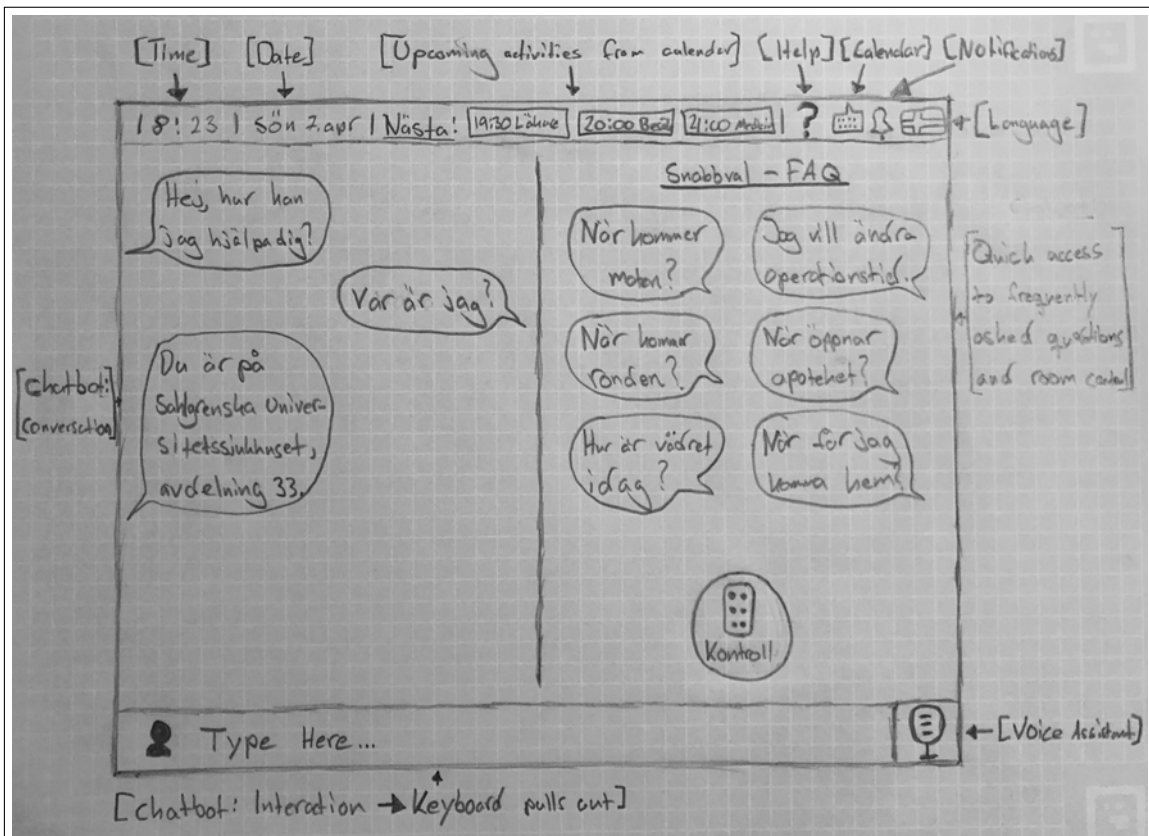 [Time] [Date] [Upcoming activities from calendar] [Help] [Calendar] [Notifications]
18:23 | Sön 7.apr | Nästa! 19:30 Läkare 20:00 Besök 21:00 Medicin | ?
[Language]
Snabbval - FAQ
Hej, hur kan
jag hjälpa dig?
Var är jag?
Du är på
Sahlgrenska Univer-
sitetssjukhuset,
avdelning 33.
När kommer
maten?
Jag vill ändra
operationstid.
När kommer
ronden?
När öppnar
apoteket?
Hur är vädret
idag?
När får jag
komma hem?
Kontroll
[Quick access
to frequently
asked questions
and room control]
[Chatbot:
Conversation]
Type Here...
[Voice Assistant]
[Chatbot: Interation → Keyboard pulls out]